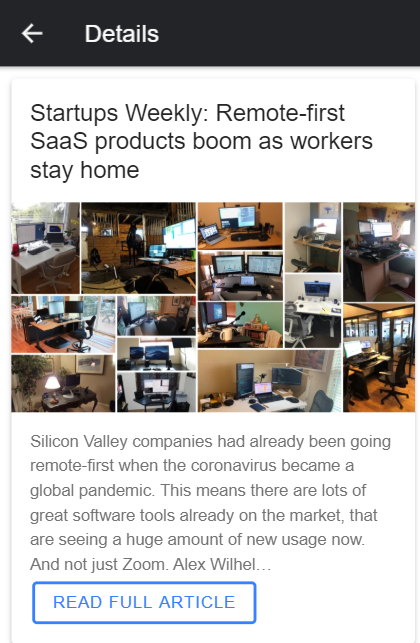 Details
Startups Weekly: Remote-first
SaaS products boom as workers
stay home
Silicon Valley companies had already been going
remote-first when the coronavirus became a
global pandemic. This means there are lots of
great software tools already on the market, that
are seeing a huge amount of new usage now.
And not just Zoom. Alex Wilhel…
READ FULL ARTICLE